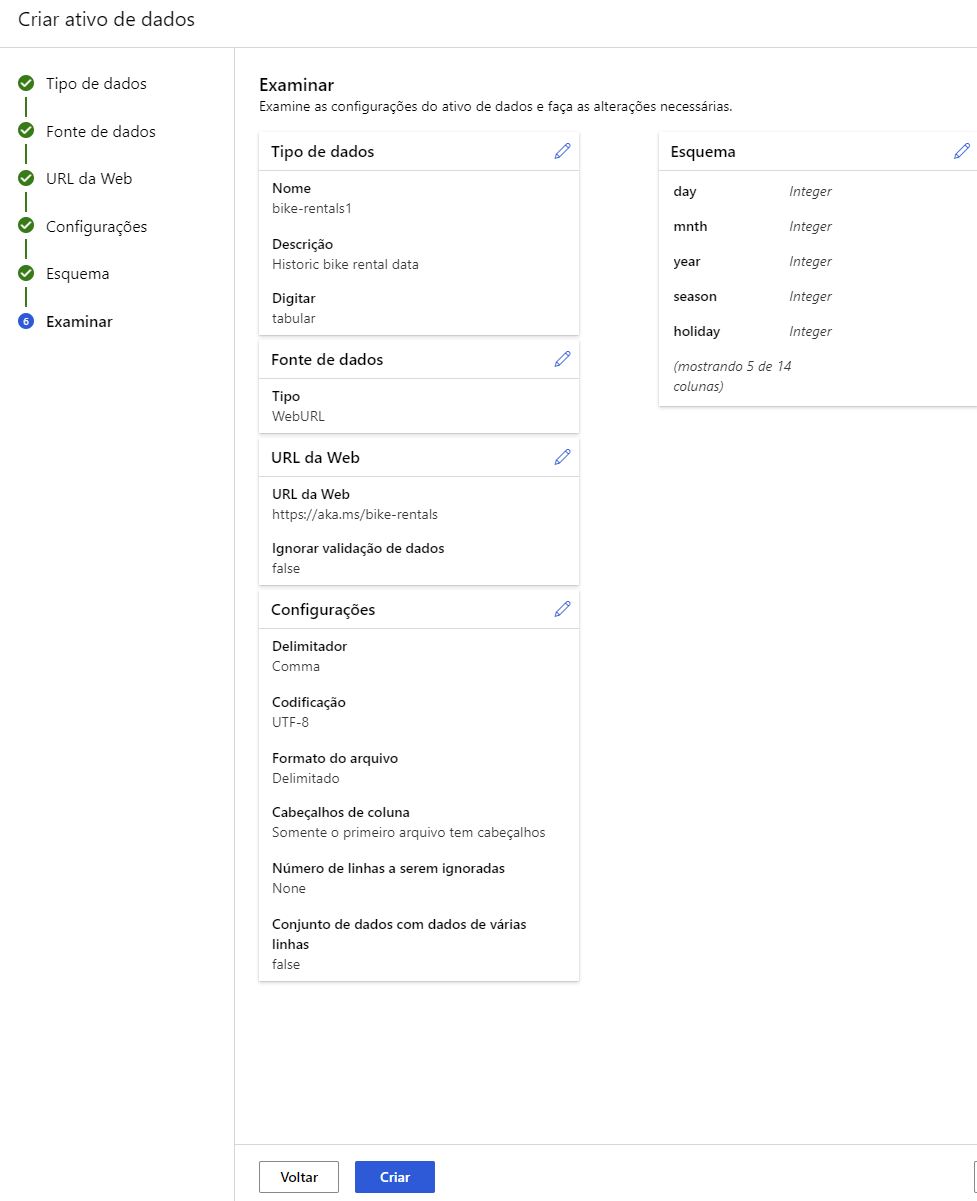 Criar ativo de dados
Tipo de dados
Fonte de dados
URL da Web
Configurações
Esquema
6
Examinar
Examinar
Examine as configurações do ativo de dados e faça as alterações necessárias.
Tipo de dados
Nome
bike-rentals1
Descrição
Historic bike rental data
Digitar
tabular
Fonte de dados
Tipo
WebURL
URL da Web
URL da Web
https://aka.ms/bike-rentals
Ignorar validação de dados
false
Configurações
Delimitador
Comma
Codificação
UTF-8
Formato do arquivo
Delimitado
Cabeçalhos de coluna
Somente o primeiro arquivo tem cabeçalhos
Número de linhas a serem ignoradas
None
Conjunto de dados com dados de várias
linhas
false
Esquema
day Integer
mnth Integer
year Integer
season Integer
holiday Integer
(mostrando 5 de 14
colunas)
Voltar
Criar